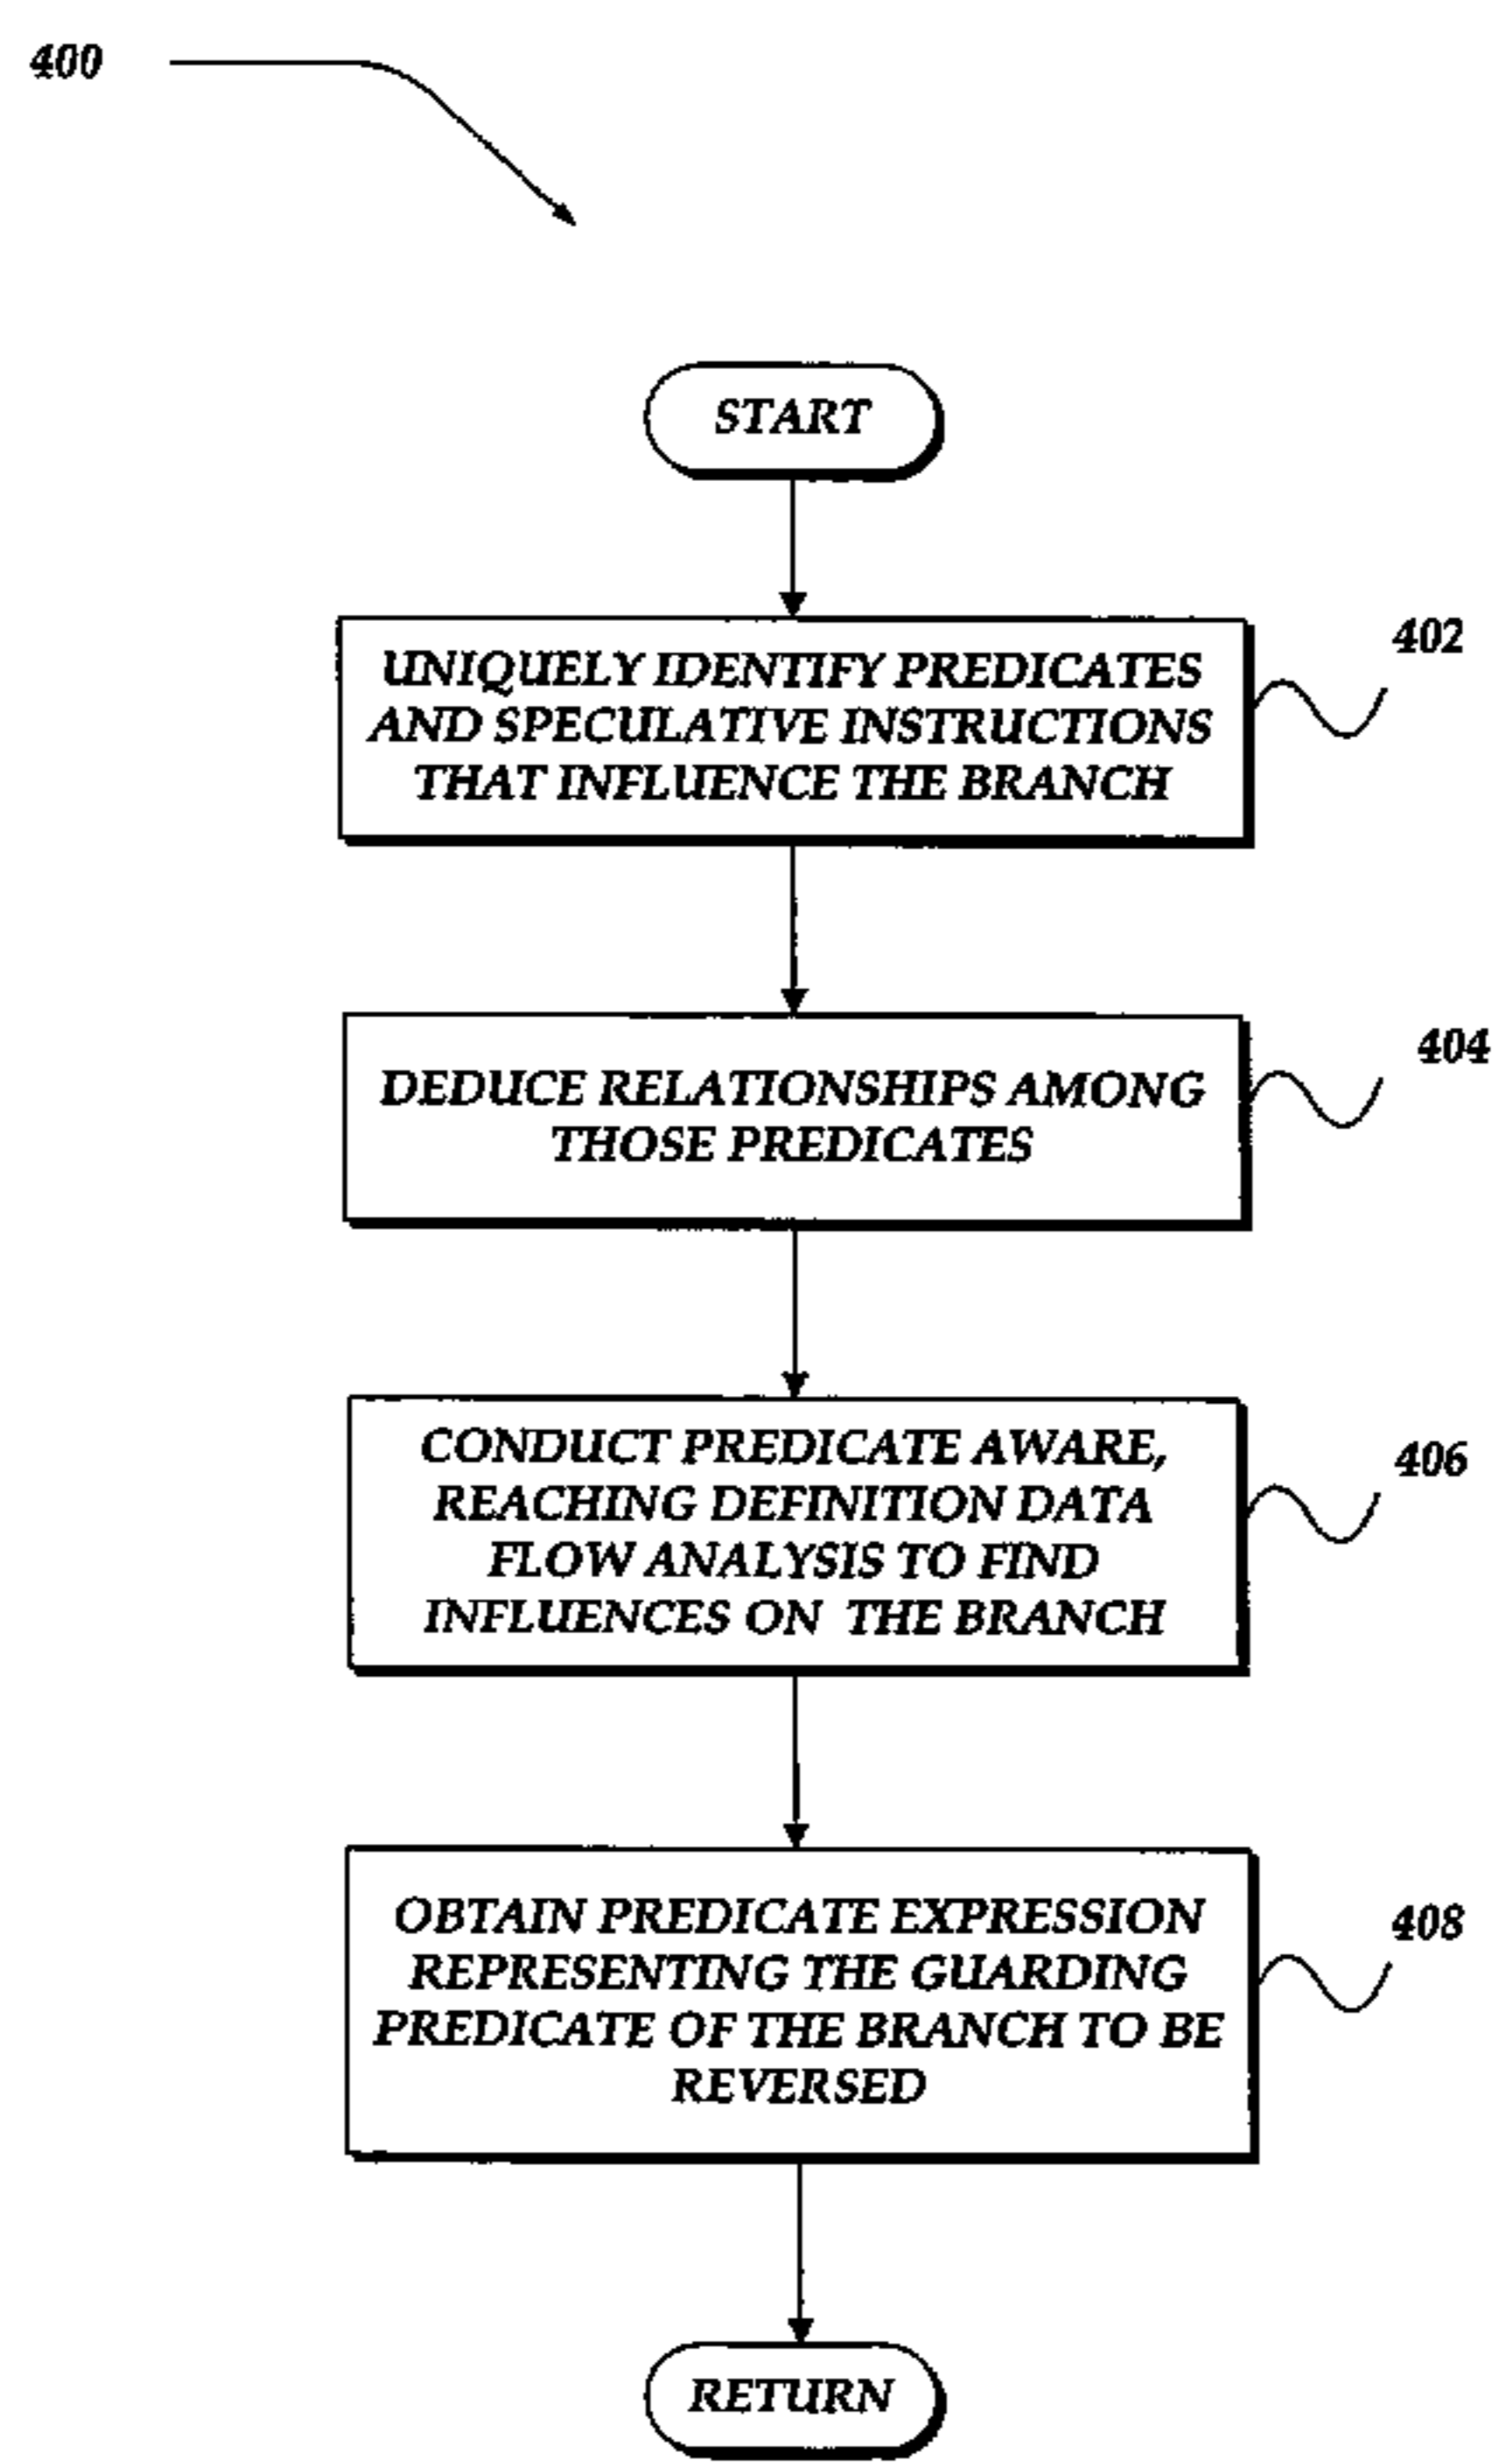 400
START
UNIQUELY IDENTIFY PREDICATES
AND SPECULATIVE INSTRUCTIONS
THAT INFLUENCE THE BRANCH
402
DEDUCE RELATIONSHIPS AMONG
THOSE PREDICATES
404
CONDUCT PREDICATE AWARE,
REACHING DEFINITION DATA
FLOW ANALYSIS TO FIND
INFLUENCES ON THE BRANCH
406
OBTAIN PREDICATE EXPRESSION
REPRESENTING THE GUARDING
PREDICATE OF THE BRANCH TO BE
REVERSED
408
RETURN